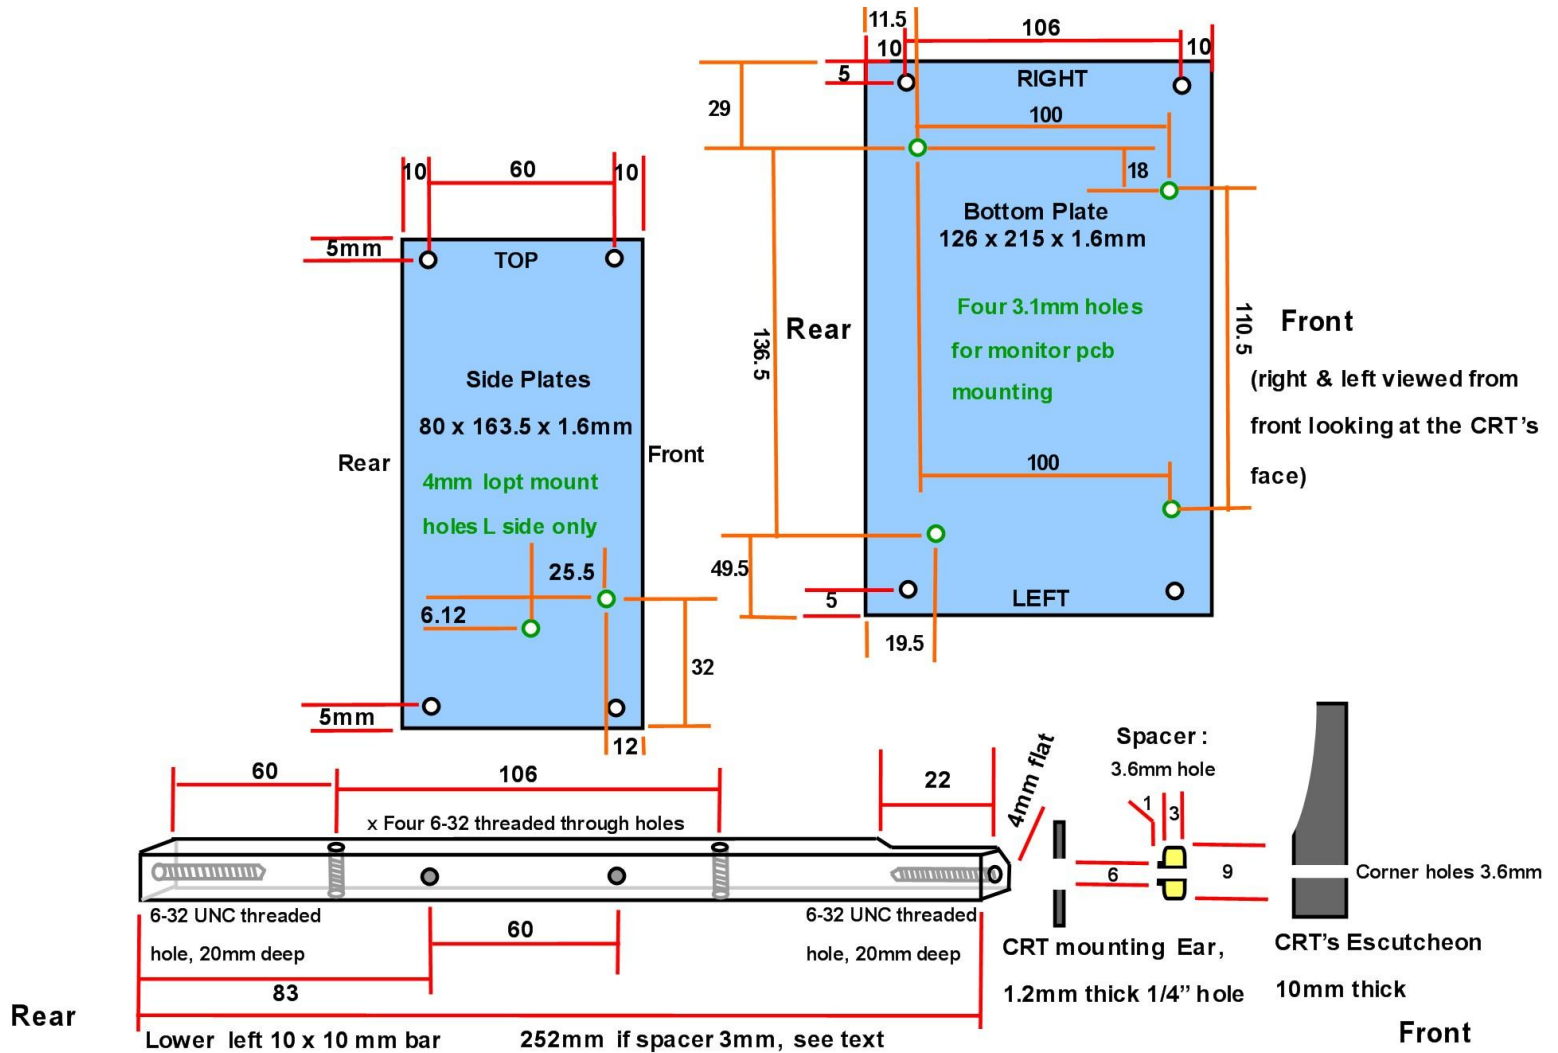 11.5
106
10
10
5
RIGHT
29
100
18
10
60
10
Bottom Plate
126 x 215 x 1.6mm
5mm
TOP
Four 3.1mm holes
for monitor pcb
mounting
Rear
136.5
110.5
Front
(right & left viewed from
front looking at the CRT's
face)
Side Plates
80 x 163.5 x 1.6mm
Rear
Front
4mm lopt mount
holes L side only
100
25.5
49.5
6.12
5
LEFT
19.5
32
5mm
12
60
106
22
4mm flat
Spacer :
3.6mm hole
1
3
x Four 6-32 threaded through holes
6
9
Corner holes 3.6mm
6-32 UNC threaded
hole, 20mm deep
60
6-32 UNC threaded
hole, 20mm deep
CRT mounting Ear,
1.2mm thick 1/4" hole
CRT's Escutcheon
10mm thick
83
Rear
Lower left 10 x 10 mm bar
252mm if spacer 3mm, see text
Front